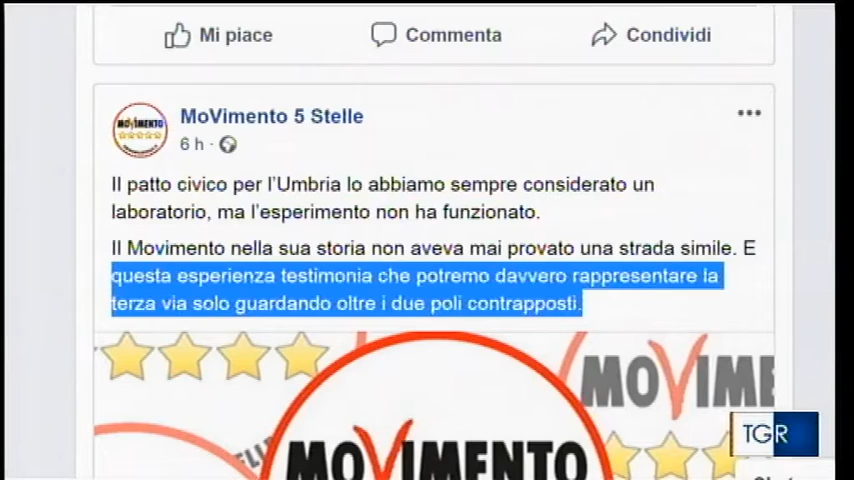 Mi piace
Commenta
Condividi
MoVimento 5 Stelle
6 h ·
Il patto civico per l'Umbria lo abbiamo sempre considerato un
laboratorio, ma l'esperimento non ha funzionato.
Il Movimento nella sua storia non aveva mai provato una strada simile. E
questa esperienza testimonia che potremo davvero rappresentare la
terza via solo guardando oltre i due poli contrapposti.
MOVIME
MOVIMENTO
TGR